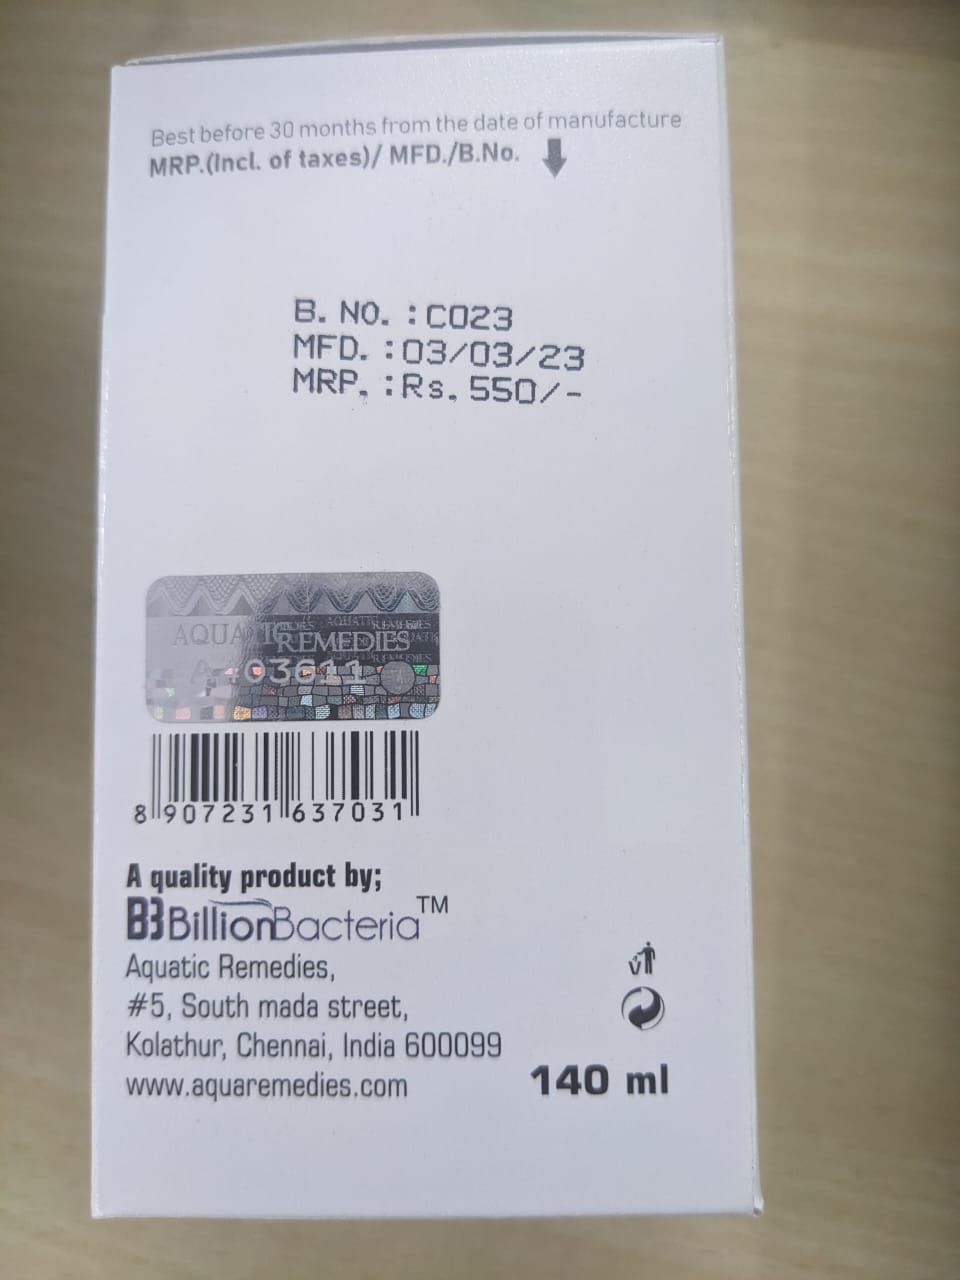 Best before 30 months from the date of manufacture
MRP.(Incl. of taxes)/ MFD./B.No.
B. NO. :C023
MFD. :03/03/23
MRP. :Rs. 550/-
AQUATIC REMEDIES
03611
8 907231 637031
A quality product by;
B3 BillionBacteria™
Aquatic Remedies,
#5, South mada street,
Kolathur, Chennai, India 600099
www.aquaremedies.com
140 ml